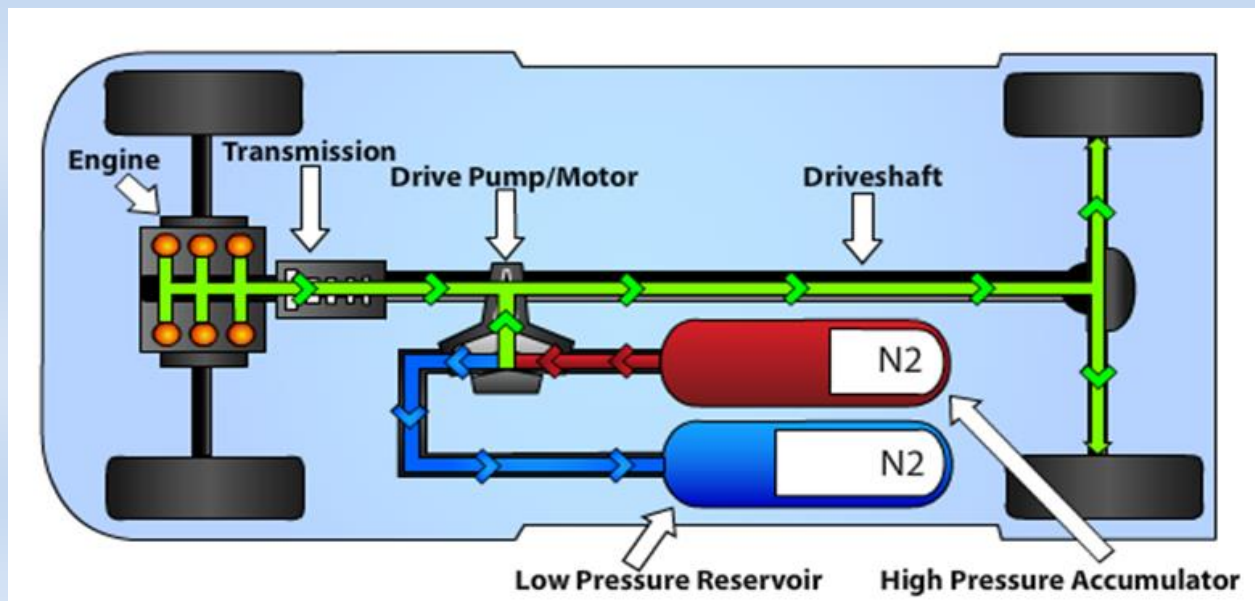 Engine
Transmission
Drive Pump/Motor
Driveshaft
N2
N2
Low Pressure Reservoir
High Pressure Accumulator